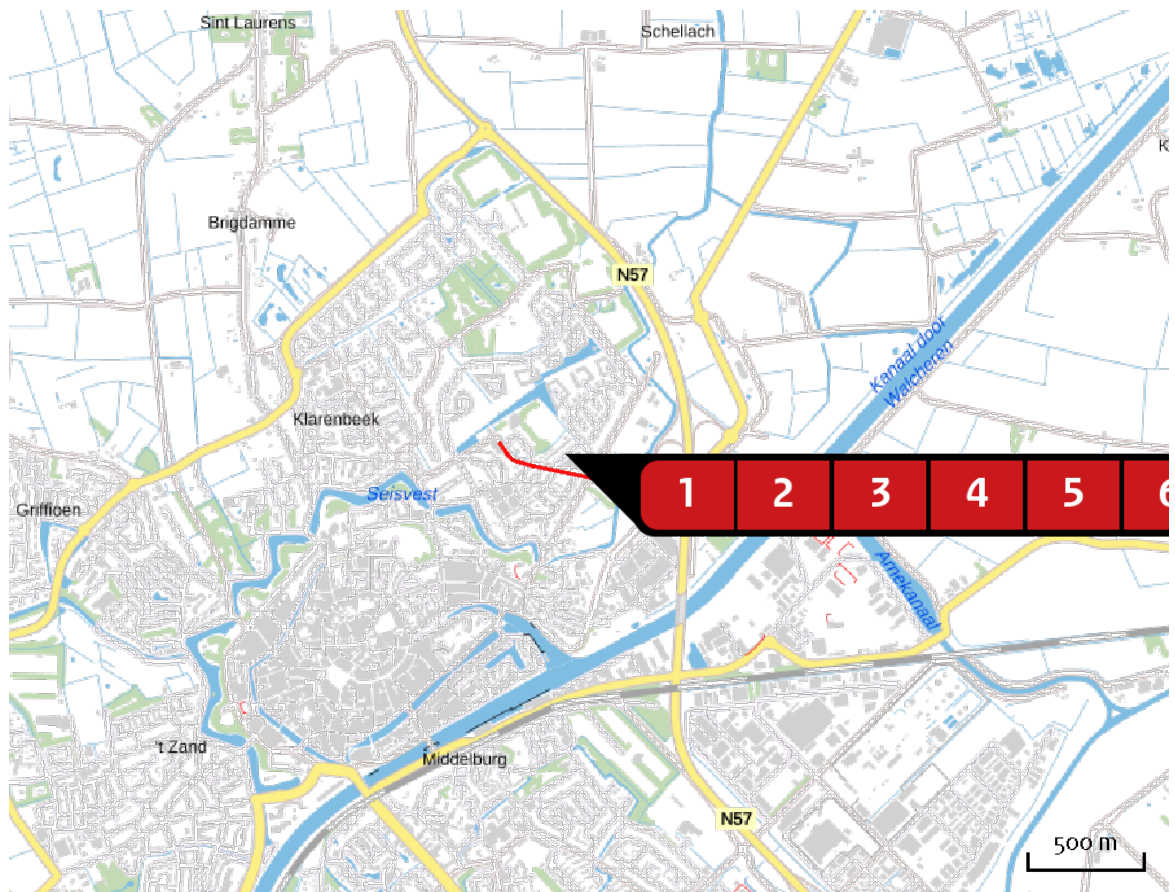 Sint Laurens
Schellach
K
Brigdamme
N57
Kanaal door
Walcheren
Klarenbeek
Seisvest
Griffioen
1 2 3 4 5 6
Arnekanaal
't Zand
Middelburg
N57
500 m